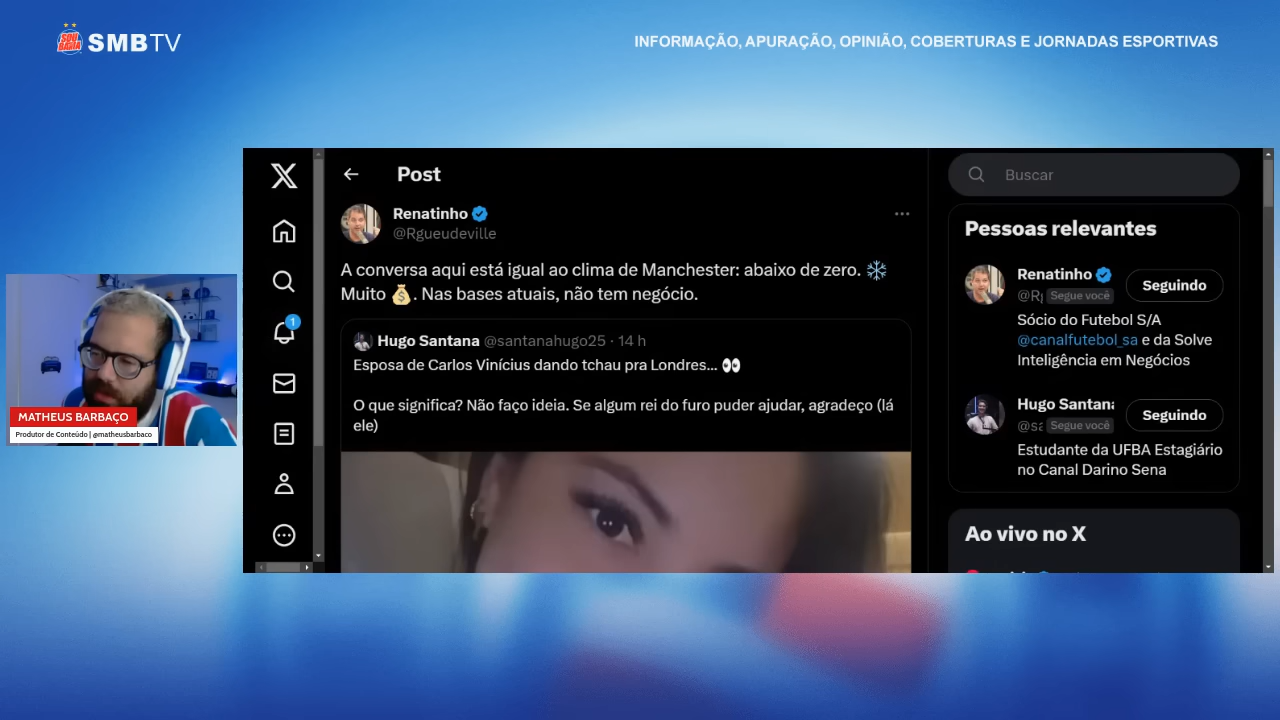 SMBTV
INFORMAÇÃO, APURAÇÃO, OPINIÃO, COBERTURAS E JORNADAS ESPORTIVAS
Post
Buscar
Renatinho
@Rgueudeville
A conversa aqui está igual ao clima de Manchester: abaixo de zero. ❄️
Muito 💰. Nas bases atuais, não tem negócio.
Hugo Santana @santanahugo25 · 14 h
Esposa de Carlos Vinícius dando tchau pra Londres... 👀
O que significa? Não faço ideia. Se algum rei do furo puder ajudar, agradeço (lá
ele)
Pessoas relevantes
Renatinho
Segue você
Seguindo
Sócio do Futebol S/A
@canalfutebol_sa e da Solve
Inteligência em Negócios
Hugo Santana
@sa Segue você
Seguindo
Estudante da UFBA Estagiário
no Canal Darino Sena
Ao vivo no X
1
MATHEUS BARBAÇO
Produtor de Conteúdo | @matheusbarbaco